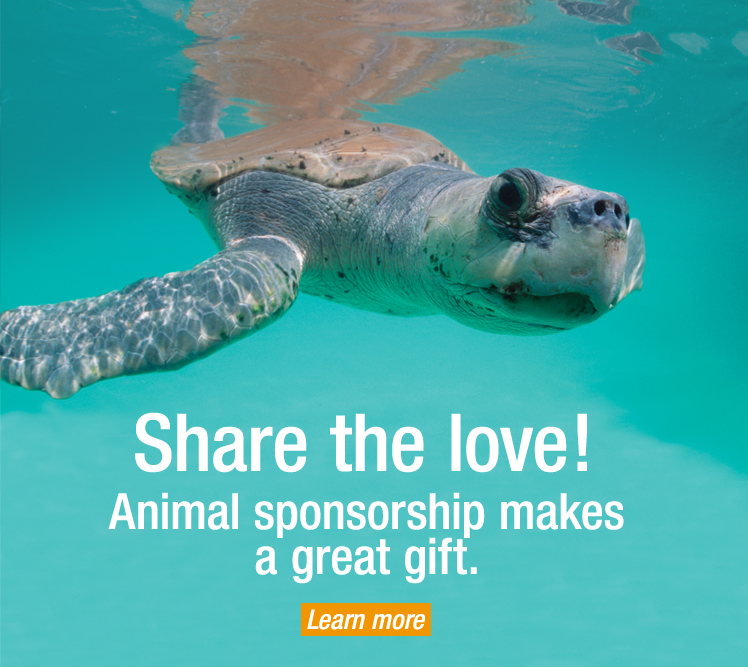 Share the love!
Animal sponsorship makes
a great gift.
Learn more